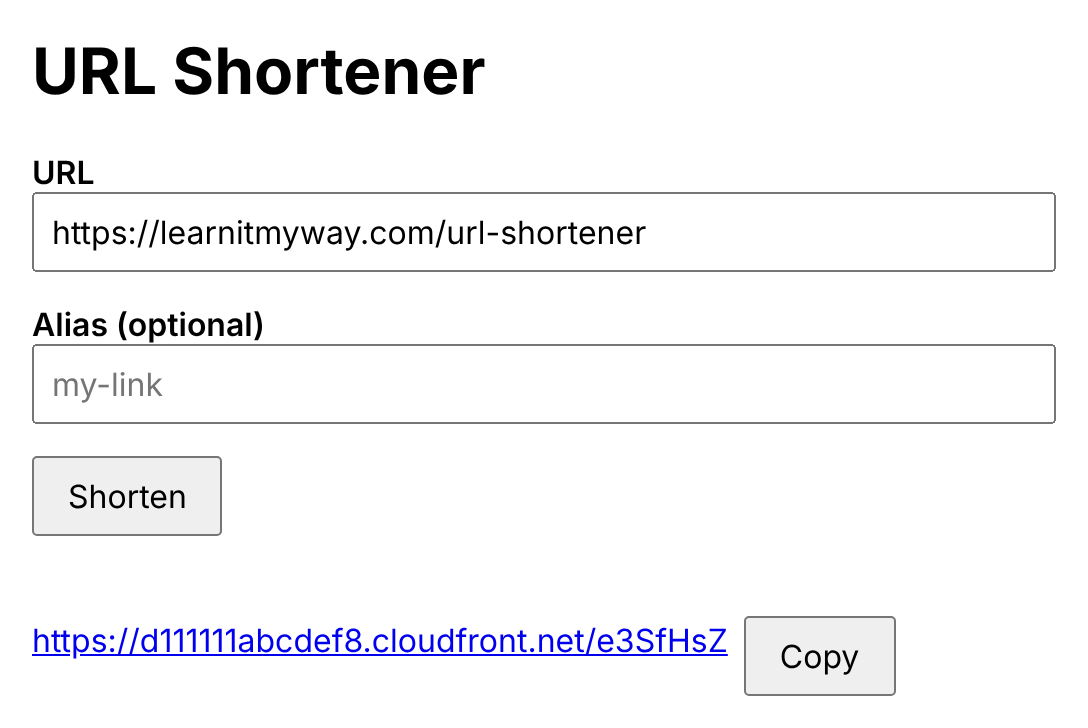 URL Shortener
URL
https://learnitmyway.com/url-shortener
Alias (optional)
my-link
Shorten
https://d111111abcdef8.cloudfront.net/e3SfHsZ Copy